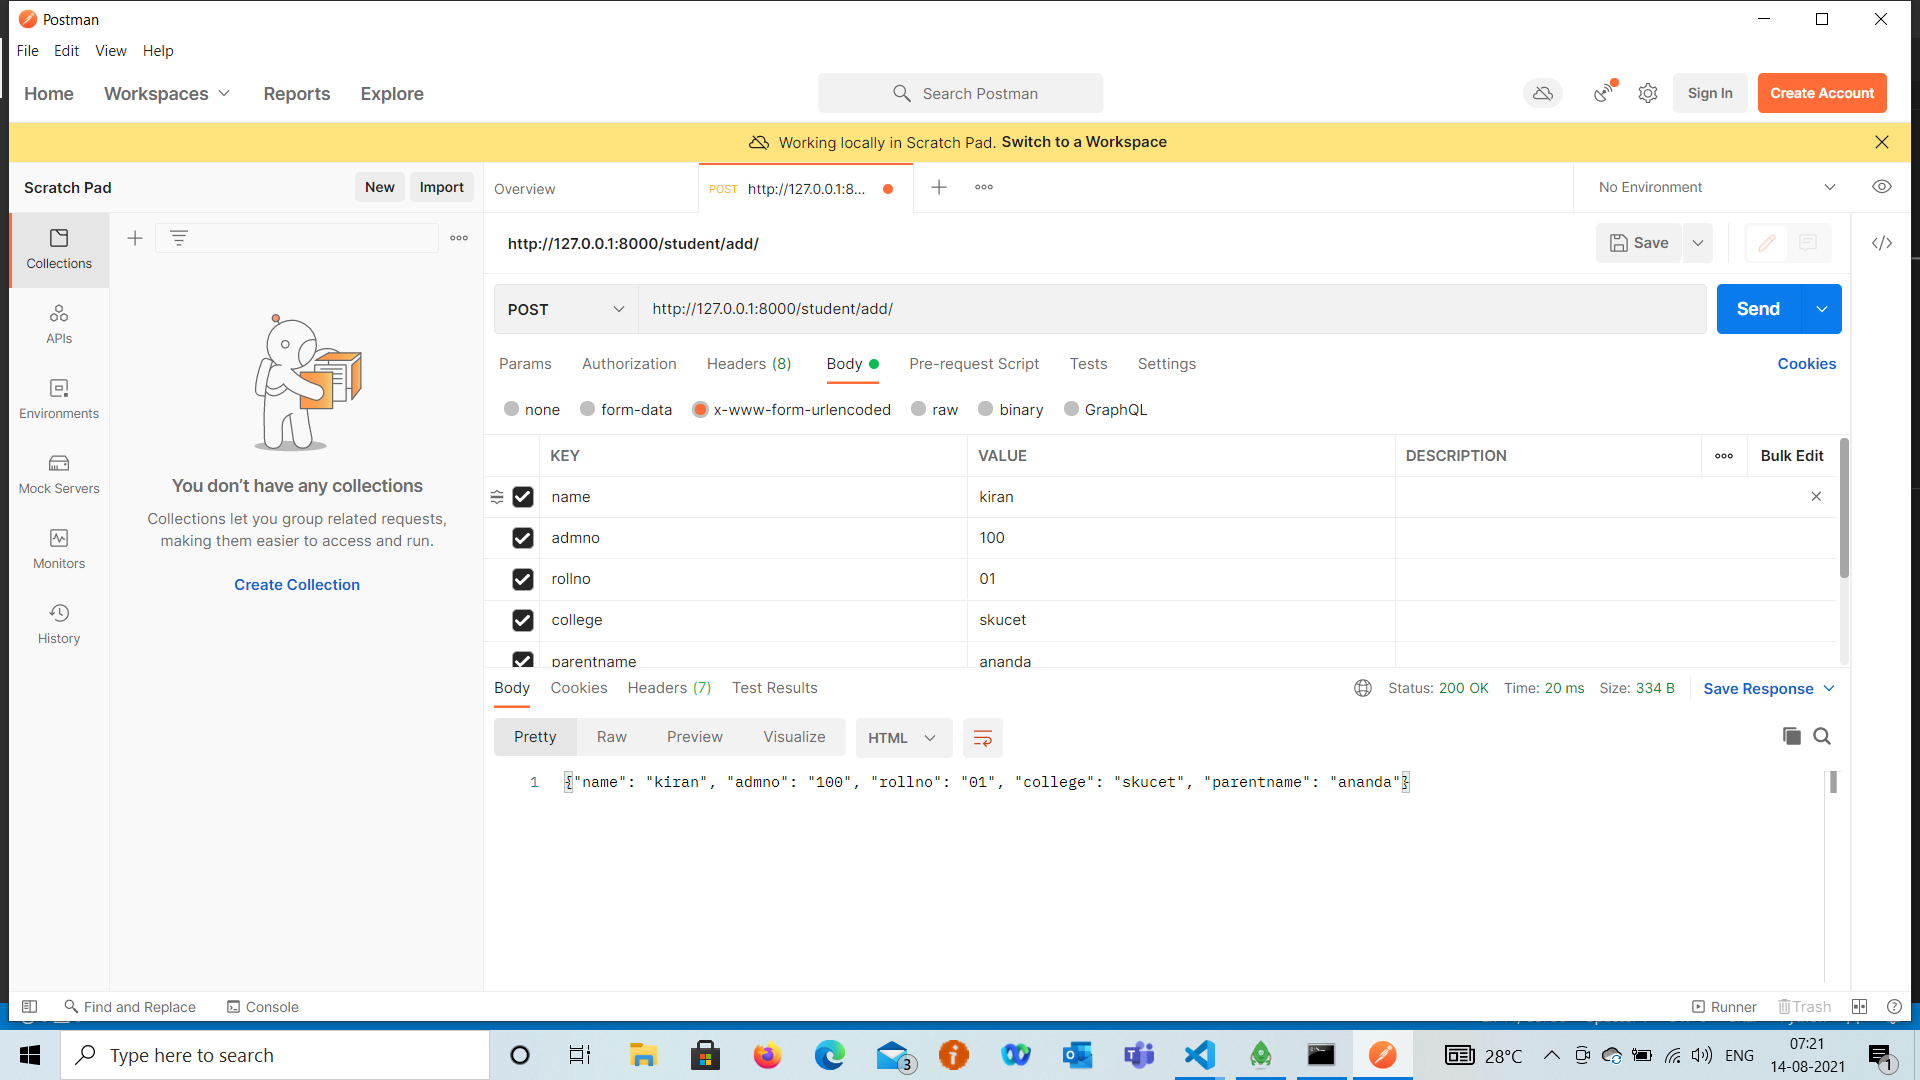 Postman
File Edit View Help
Home Workspaces Reports Explore Search Postman Sign In Create Account
Working locally in Scratch Pad. Switch to a Workspace
Scratch Pad New Import Overview POST http://127.0.0.1:8... No Environment
Collections
APIs
Environments
Mock Servers
Monitors
History
You don't have any collections
Collections let you group related requests,
making them easier to access and run.
Create Collection
http://127.0.0.1:8000/student/add/ Save
POST http://127.0.0.1:8000/student/add/ Send
Params Authorization Headers (8) Body Pre-request Script Tests Settings Cookies
none form-data x-www-form-urlencoded raw binary GraphQL
KEY VALUE DESCRIPTION Bulk Edit
name kiran
admno 100
rollno 01
college skucet
parentname ananda
Body Cookies Headers (7) Test Results Status: 200 OK Time: 20 ms Size: 334 B Save Response
Pretty Raw Preview Visualize HTML
1 {"name": "kiran", "admno": "100", "rollno": "01", "college": "skucet", "parentname": "ananda"}
Find and Replace Console Runner Trash
Type here to search 3 28°C ENG 07:21
14-08-2021 1